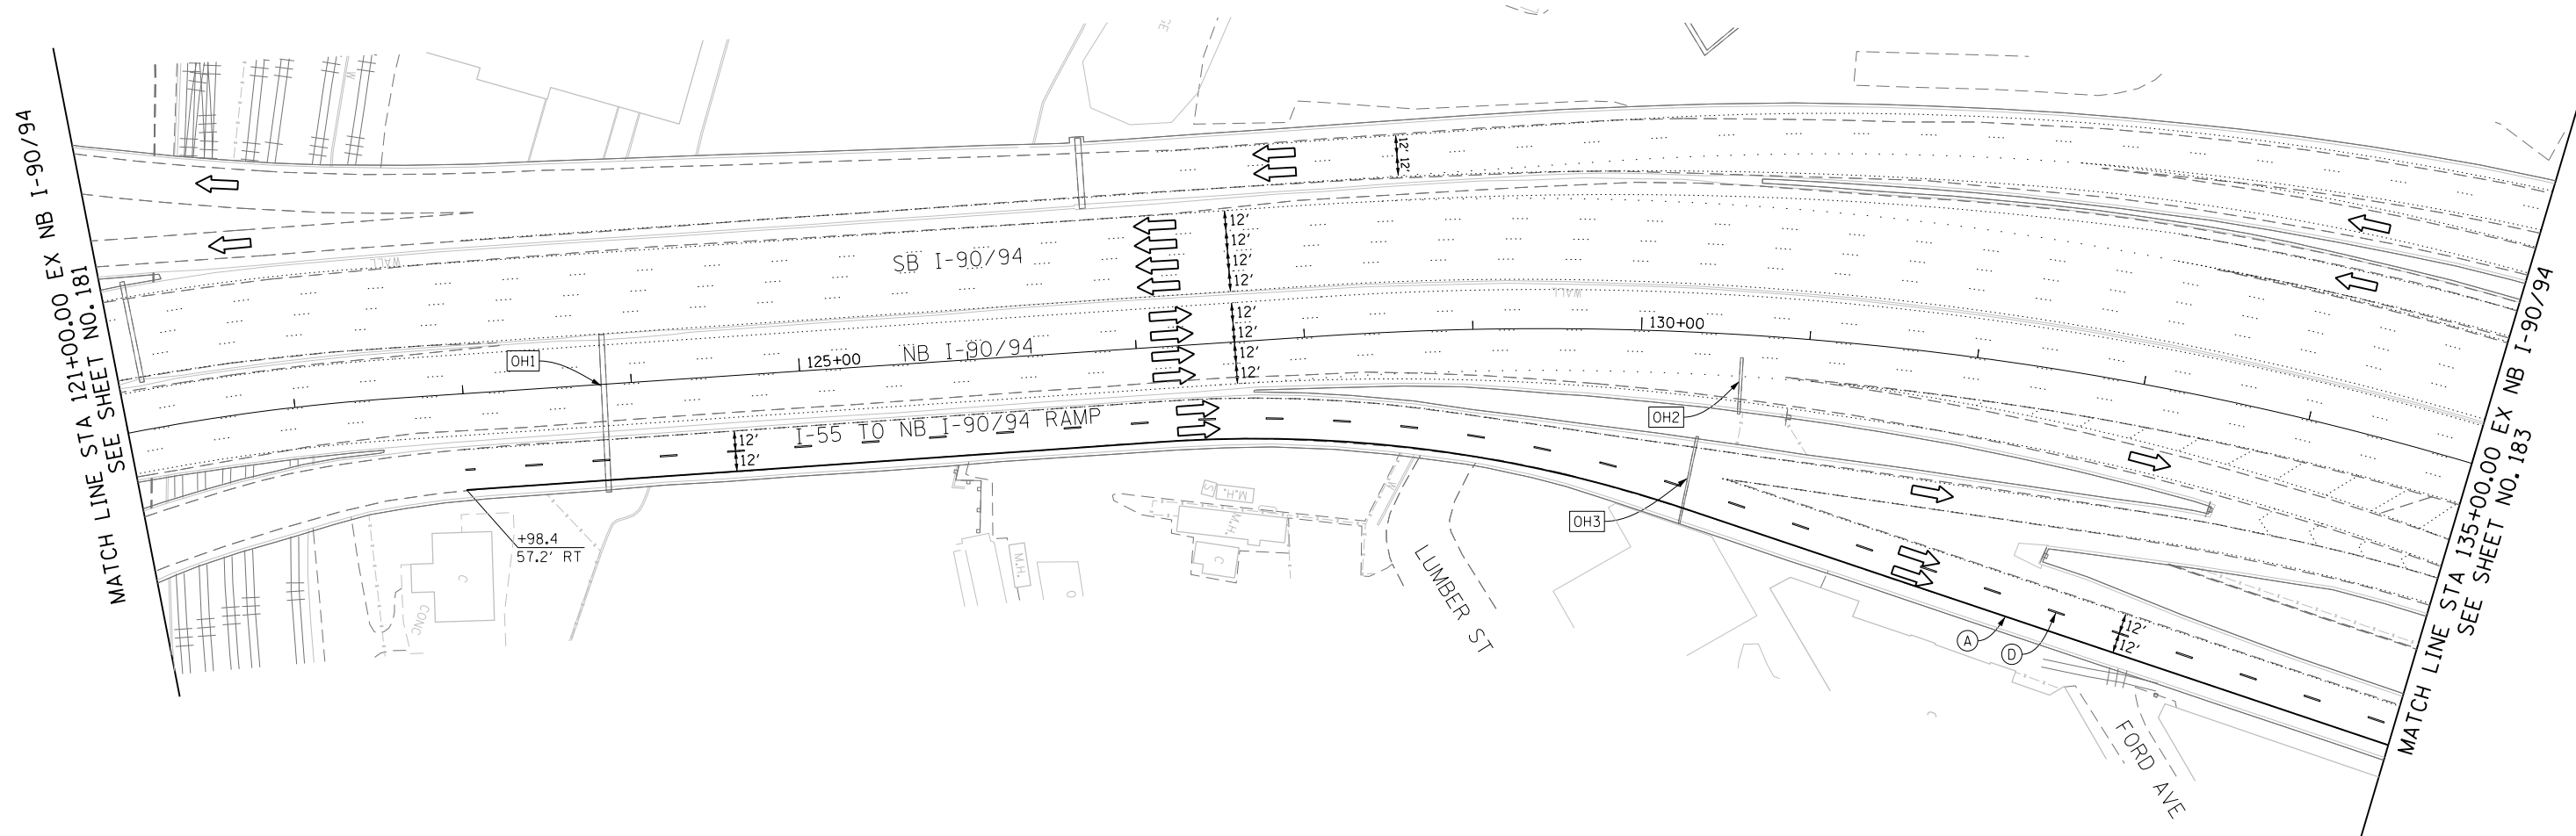 MATCH LINE STA 121+00.00 EX NB I-90/94
SEE SHEET NO. 181
W
12' 12'
WALL
SB I-90/94
12'
12'
12'
12'
WALL
OH1
125+00
NB I-90/94
12'
12'
12'
12'
130+00
OH2
I-55 TO NB I-90/94 RAMP
12'
12'
OH3
+98.4
57.2' RT
C
CONC
M.H.
O
M.H.
S
M.H.
C
W
LUMBER ST
A
D
12'
12'
FORD AVE
MATCH LINE STA 135+00.00 EX NB I-90/94
SEE SHEET NO. 183